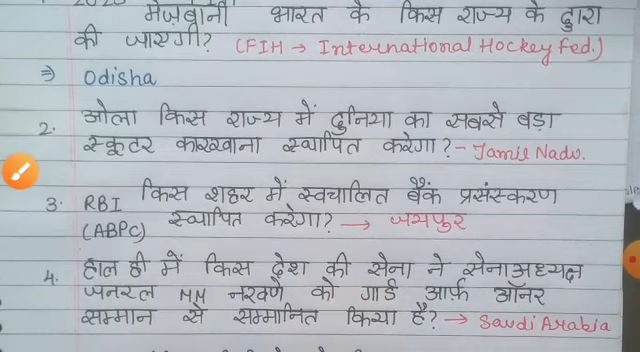 मेज़बानी भारत के किस राज्य के द्वारा
की जाएगी? (FIH → International Hockey Fed.)
⇒ Odisha
2. ओला किस राज्य में दुनिया का सबसे बड़ा
स्कूटर कारखाना स्थापित करेगा? - Tamil Nadu.
3. RBI किस शहर में स्वचालित बैंक प्रसंस्करण
(ABPC) स्थापित करेगा? → जयपुर
4. हाल ही में किस देश की सेना ने सेनाअध्यक्ष
जनरल MM नरवणे को गार्ड ऑफ़ ऑनर
सम्मान से सम्मानित किया है? → Saudi Arabia